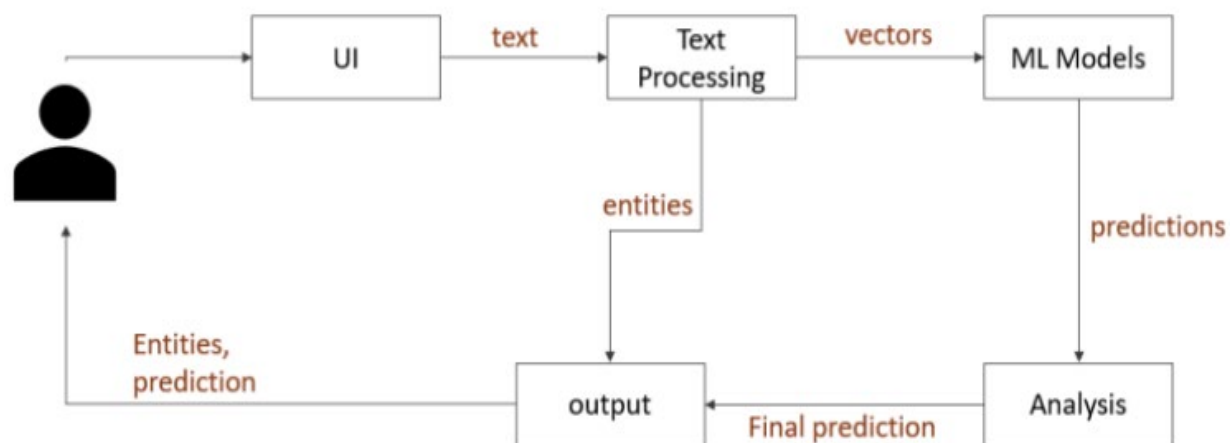 UI
text
Text
Processing
vectors
ML Models
entities
predictions
Entities,
prediction
output
Final prediction
Analysis